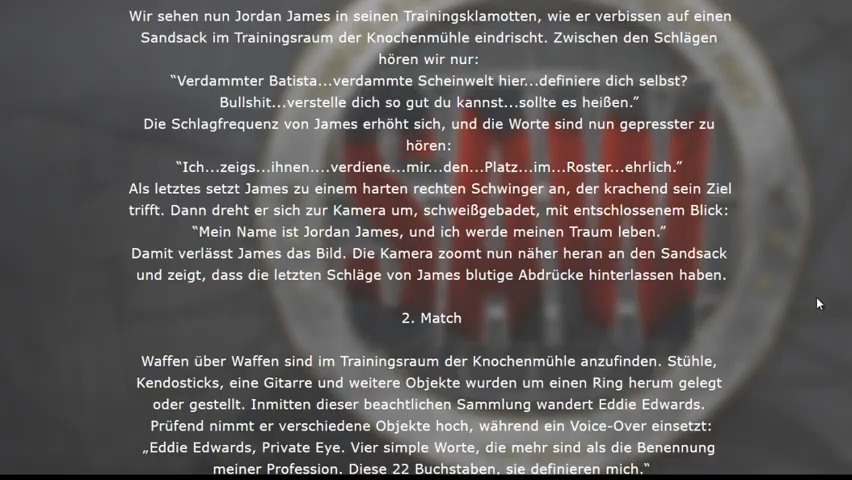 Wir sehen nun Jordan James in seinen Trainingsklamotten, wie er verbissen auf einen
Sandsack im Trainingsraum der Knochenmühle eindrischt. Zwischen den Schlägen
hören wir nur:
“Verdammter Batista...verdammte Scheinwelt hier...definiere dich selbst?
Bullshit...verstelle dich so gut du kannst...sollte es heißen.”
Die Schlagfrequenz von James erhöht sich, und die Worte sind nun gepresster zu
hören:
“Ich...zeigs...ihnen....verdiene...mir...den...Platz...im...Roster...ehrlich.”
Als letztes setzt James zu einem harten rechten Schwinger an, der krachend sein Ziel
trifft. Dann dreht er sich zur Kamera um, schweißgebadet, mit entschlossenem Blick:
“Mein Name ist Jordan James, und ich werde meinen Traum leben.”
Damit verlässt James das Bild. Die Kamera zoomt nun näher heran an den Sandsack
und zeigt, dass die letzten Schläge von James blutige Abdrücke hinterlassen haben.
2. Match
Waffen über Waffen sind im Trainingsraum der Knochenmühle anzufinden. Stühle,
Kendosticks, eine Gitarre und weitere Objekte wurden um einen Ring herum gelegt
oder gestellt. Inmitten dieser beachtlichen Sammlung wandert Eddie Edwards.
Prüfend nimmt er verschiedene Objekte hoch, während ein Voice-Over einsetzt:
„Eddie Edwards, Private Eye. Vier simple Worte, die mehr sind als die Benennung
meiner Profession. Diese 22 Buchstaben, sie definieren mich.“